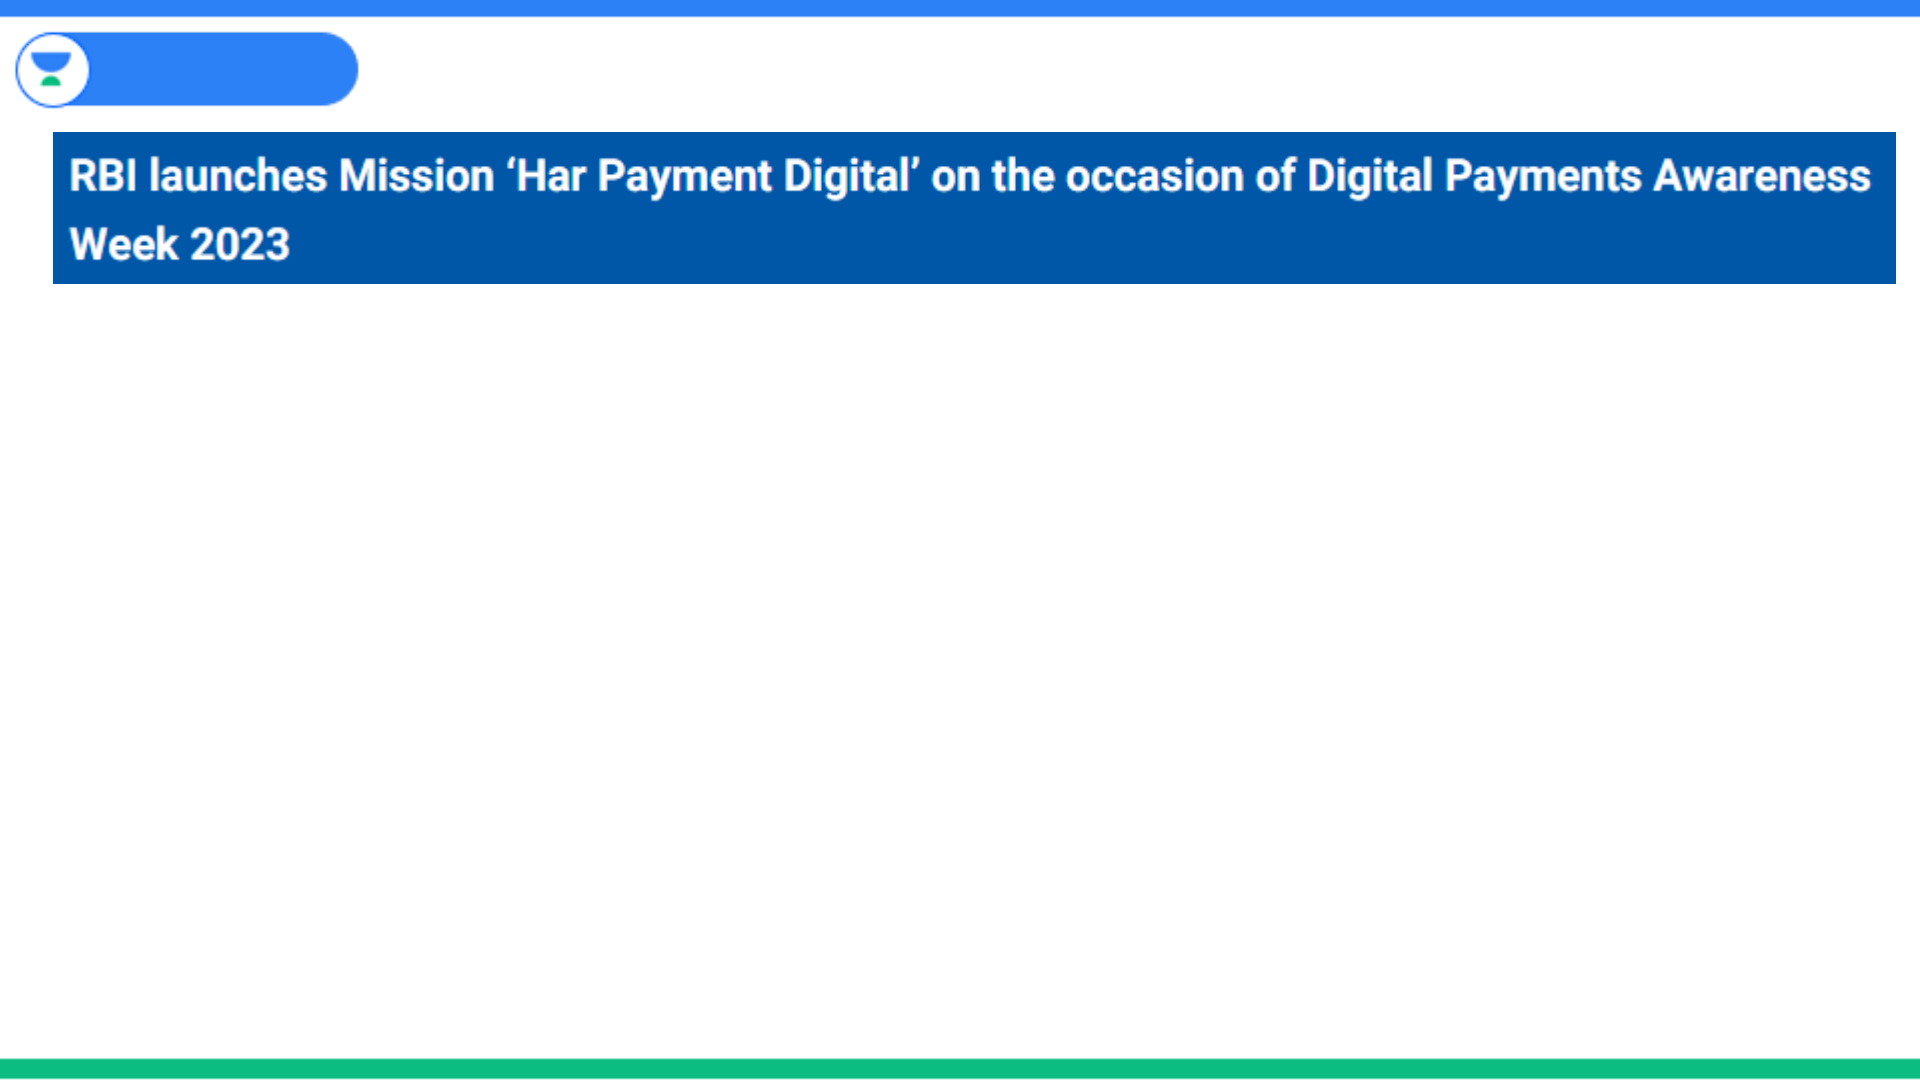 RBI launches Mission ‘Har Payment Digital’ on the occasion of Digital Payments Awareness
Week 2023